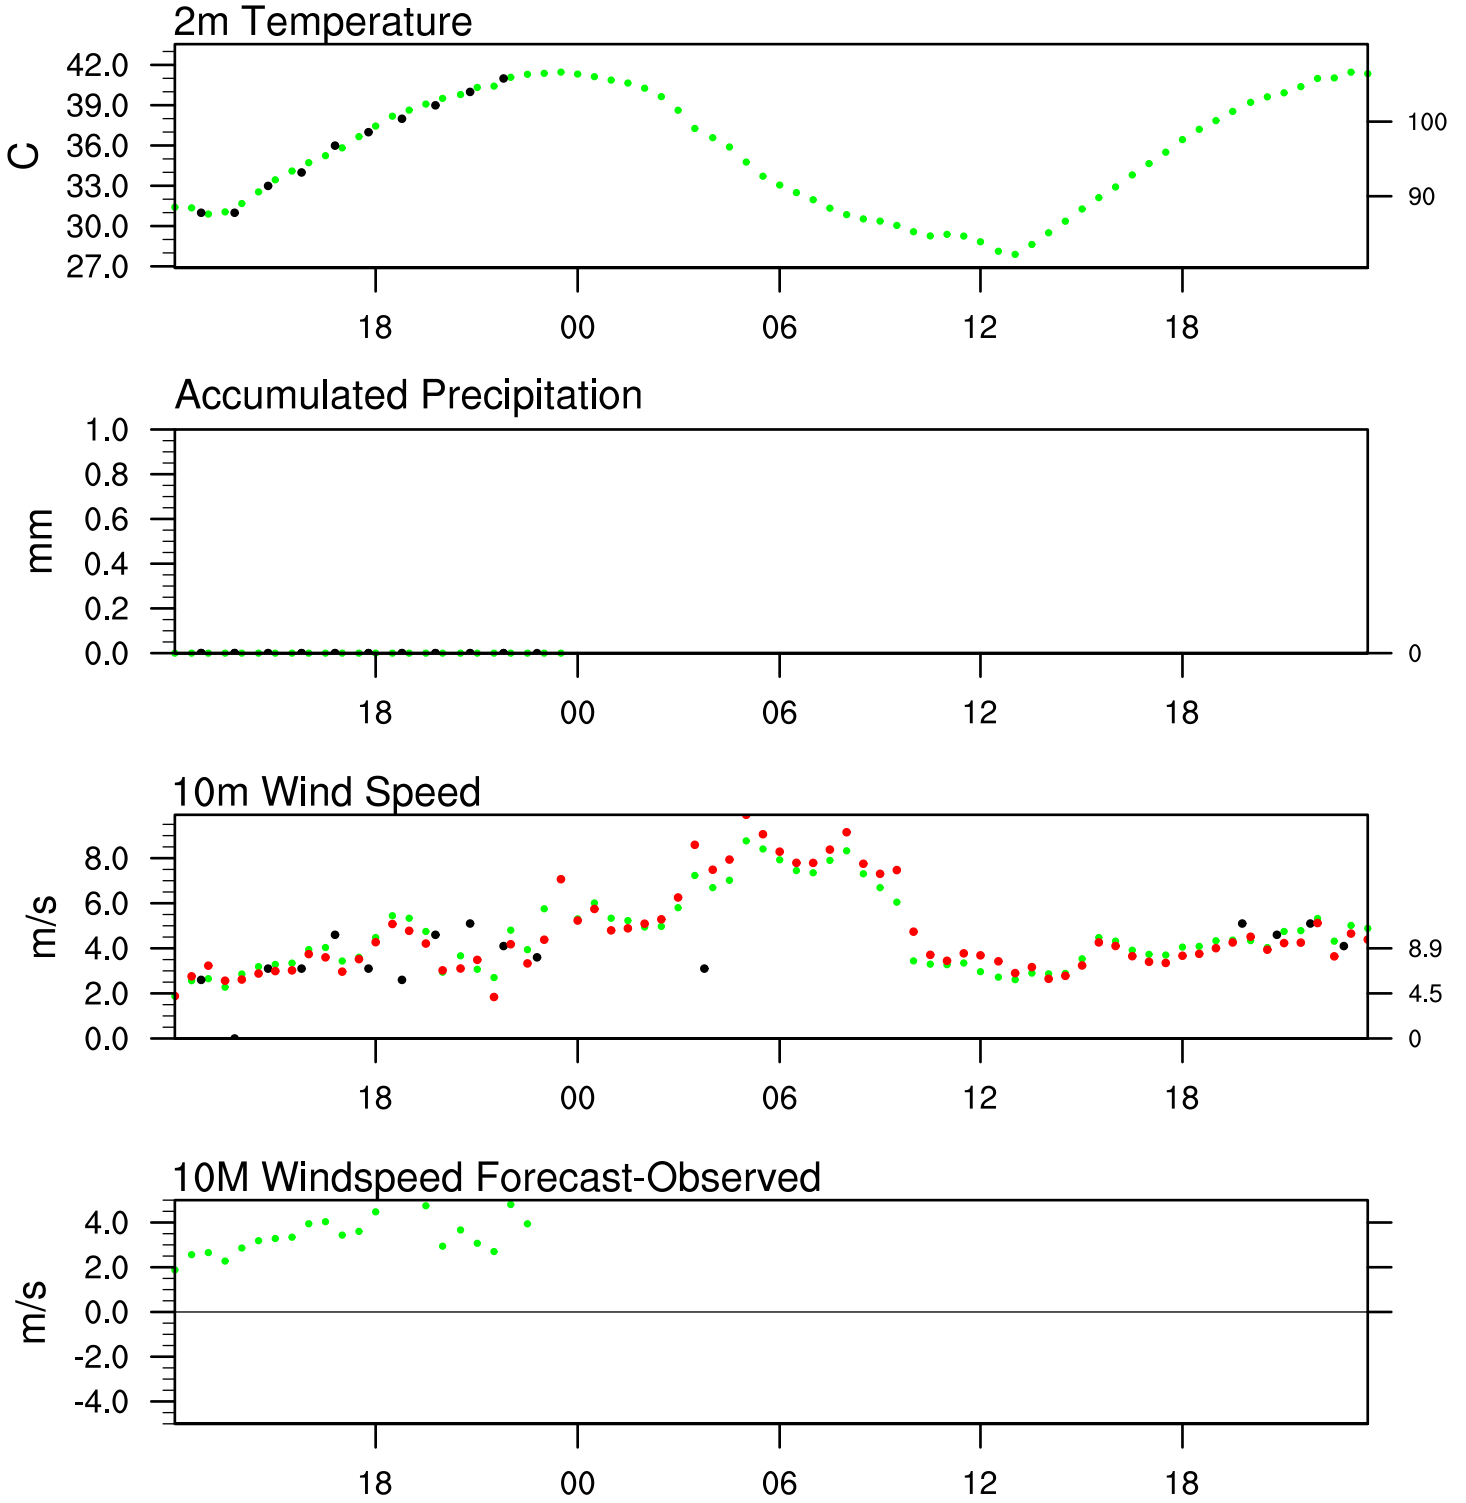 2m Temperature
42.0
39.0
36.0
33.0
30.0
27.0
C
100
90
18 00 06 12 18
Accumulated Precipitation
1.0
0.8
0.6
0.4
0.2
0.0
mm
0
18 00 06 12 18
10m Wind Speed
8.0
6.0
4.0
2.0
0.0
m/s
8.9
4.5
0
18 00 06 12 18
10M Windspeed Forecast-Observed
4.0
2.0
0.0
-2.0
-4.0
m/s
18 00 06 12 18